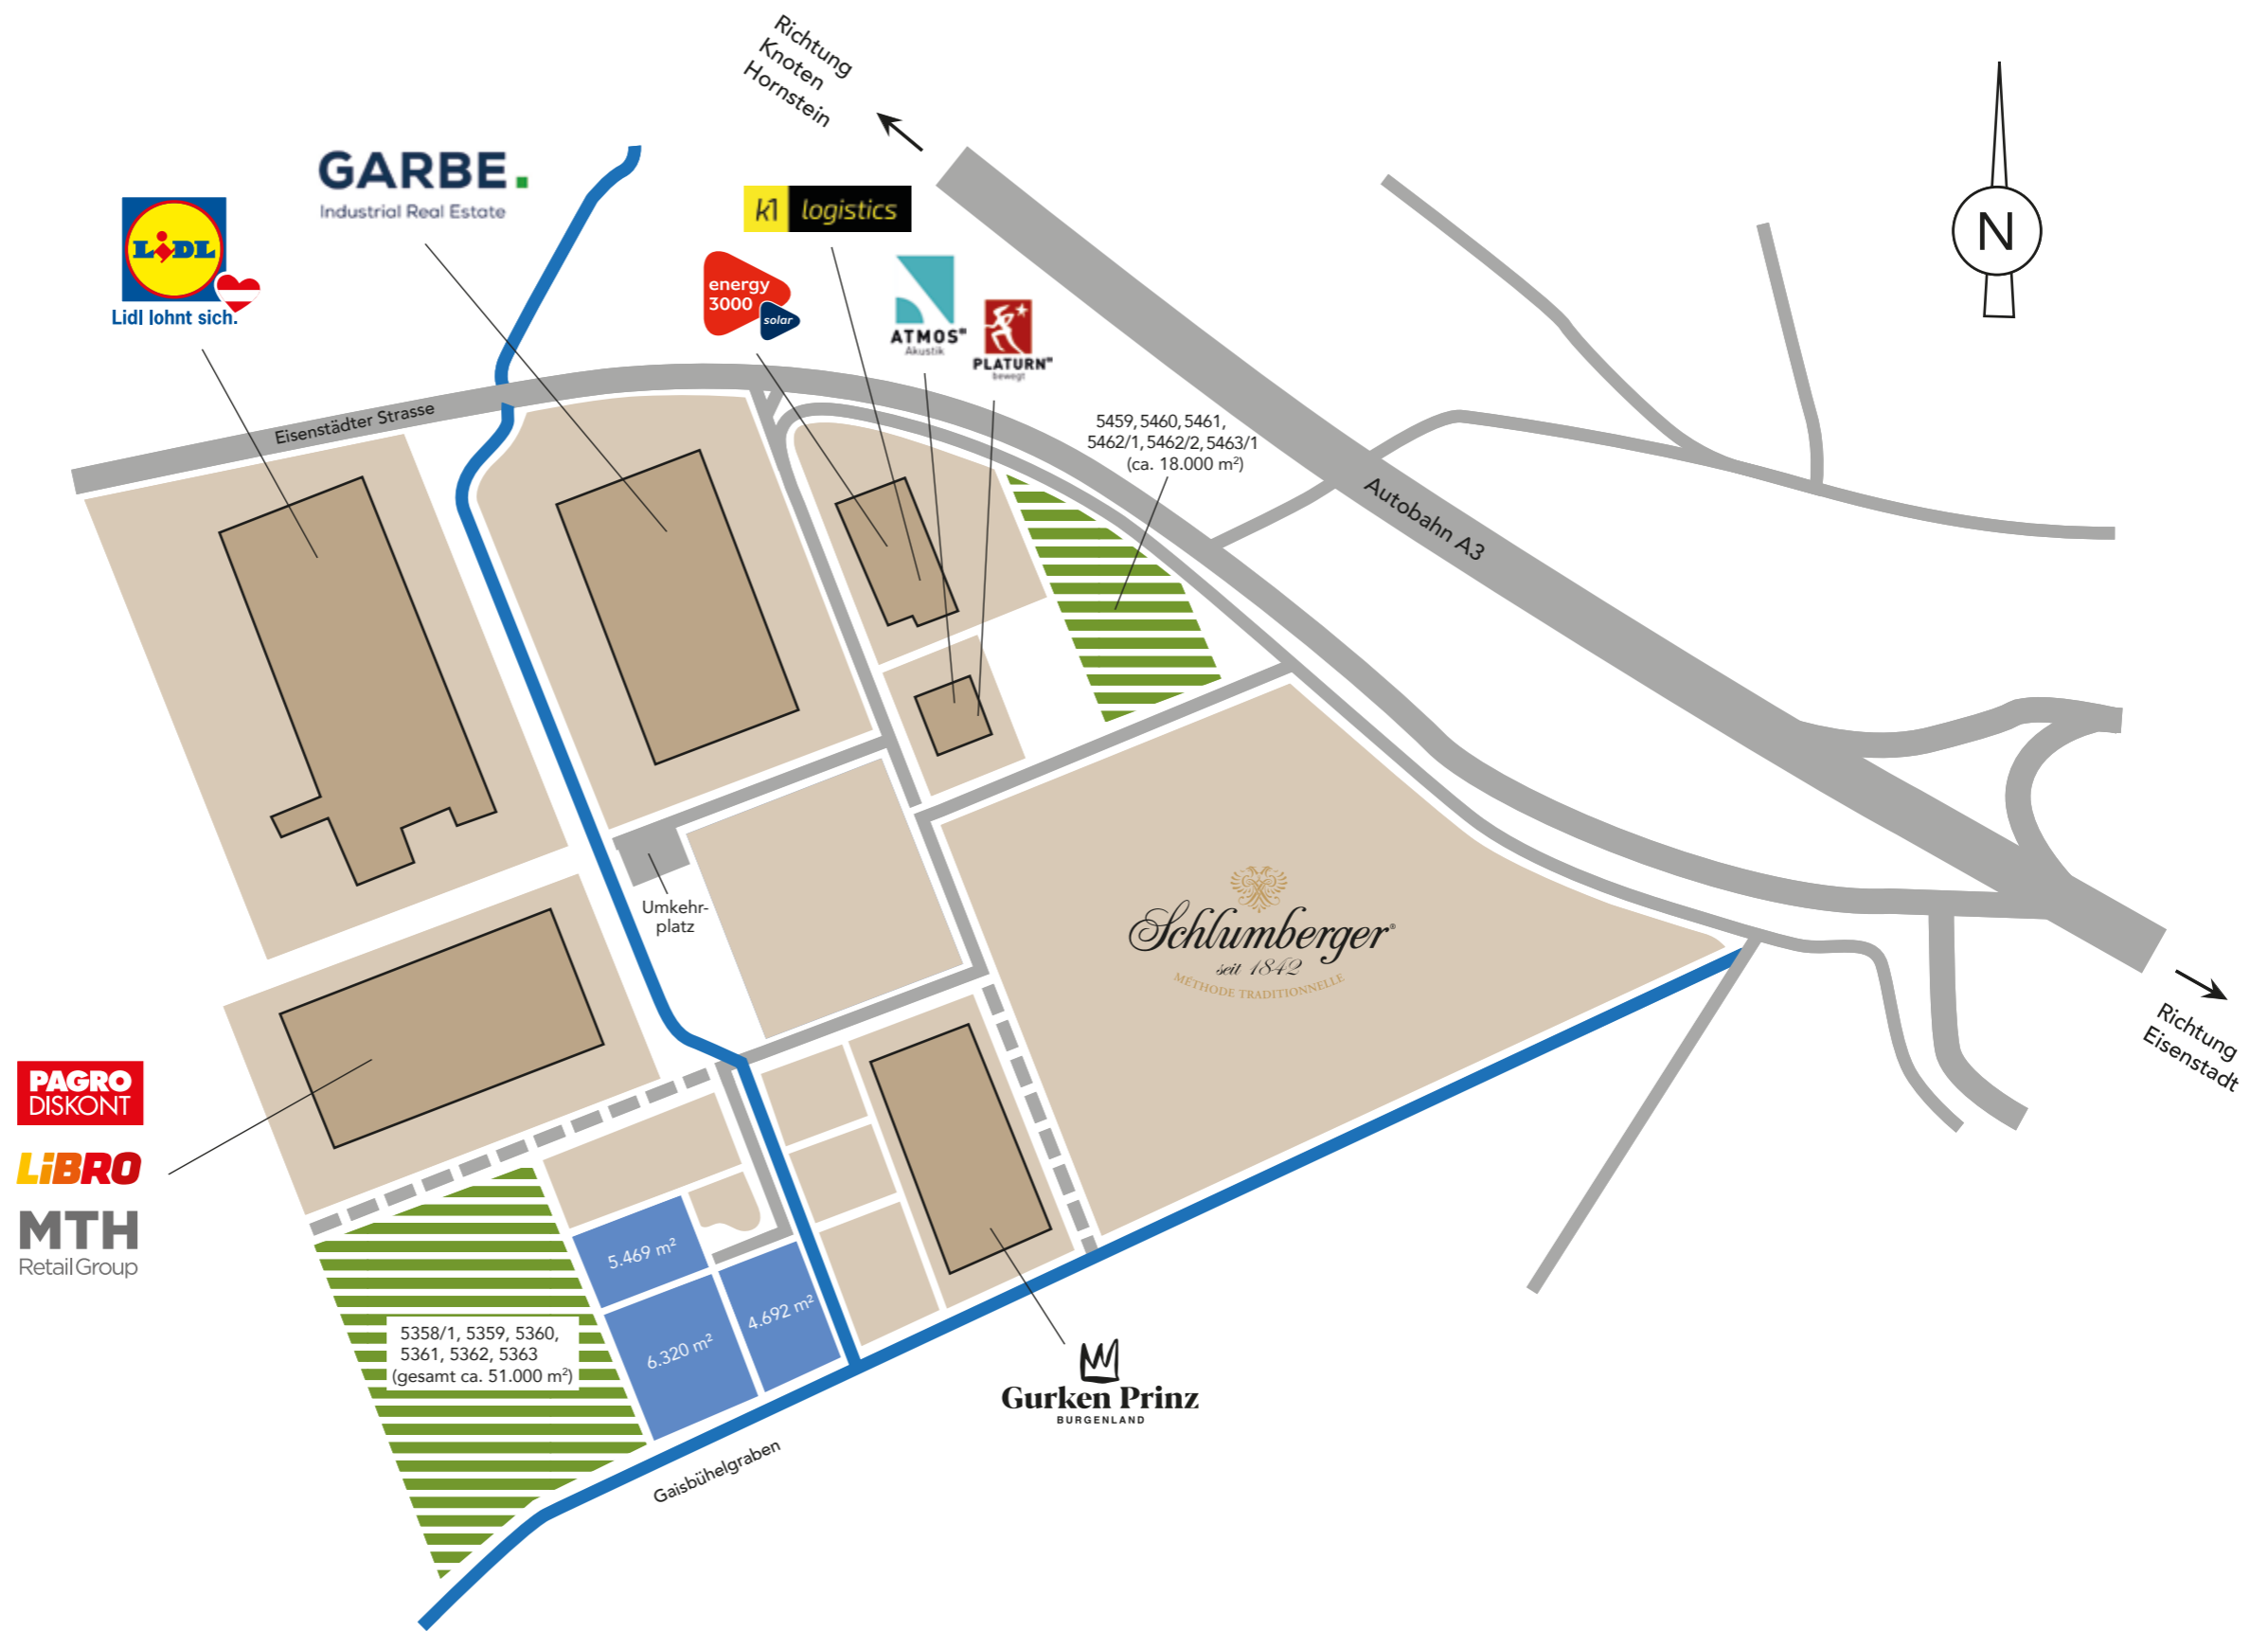 Richtung
Knoten
Hornstein
GARBE.
Industrial Real Estate
LiDL
Lidl lohnt sich.
k1 logistics
energy
3000
solar
ATMOS
Akustik
PLATURN
bewegt
N
Eisenstädter Strasse
5459, 5460, 5461,
5462/1, 5462/2, 5463/1
(ca. 18.000 m²)
Autobahn A3
Umkehr-
platz
Schlumberger®
seit 1842
MÉTHODE TRADITIONNELLE
Richtung
Eisenstadt
PAGRO
DISKONT
LiBRO
MTH
Retail Group
5.469 m²
4.692 m²
6.320 m²
5358/1, 5359, 5360,
5361, 5362, 5363
(gesamt ca. 51.000 m²)
Gurken Prinz
BURGENLAND
Gaisbühelgraben